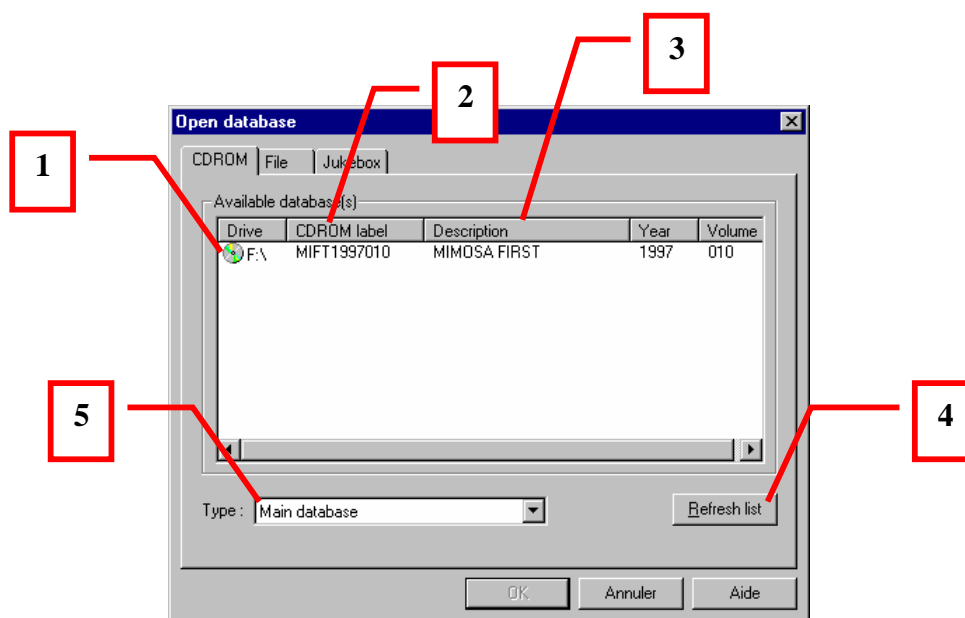 3
2
Open database
1
CDROM File Jukebox
Available database(s)
Drive CDROM label Description Year Volume
F:\ MIFT1997010 MIMOSA FIRST 1997 010
5
4
Type : Main database Refresh list
OK Annuler Aide